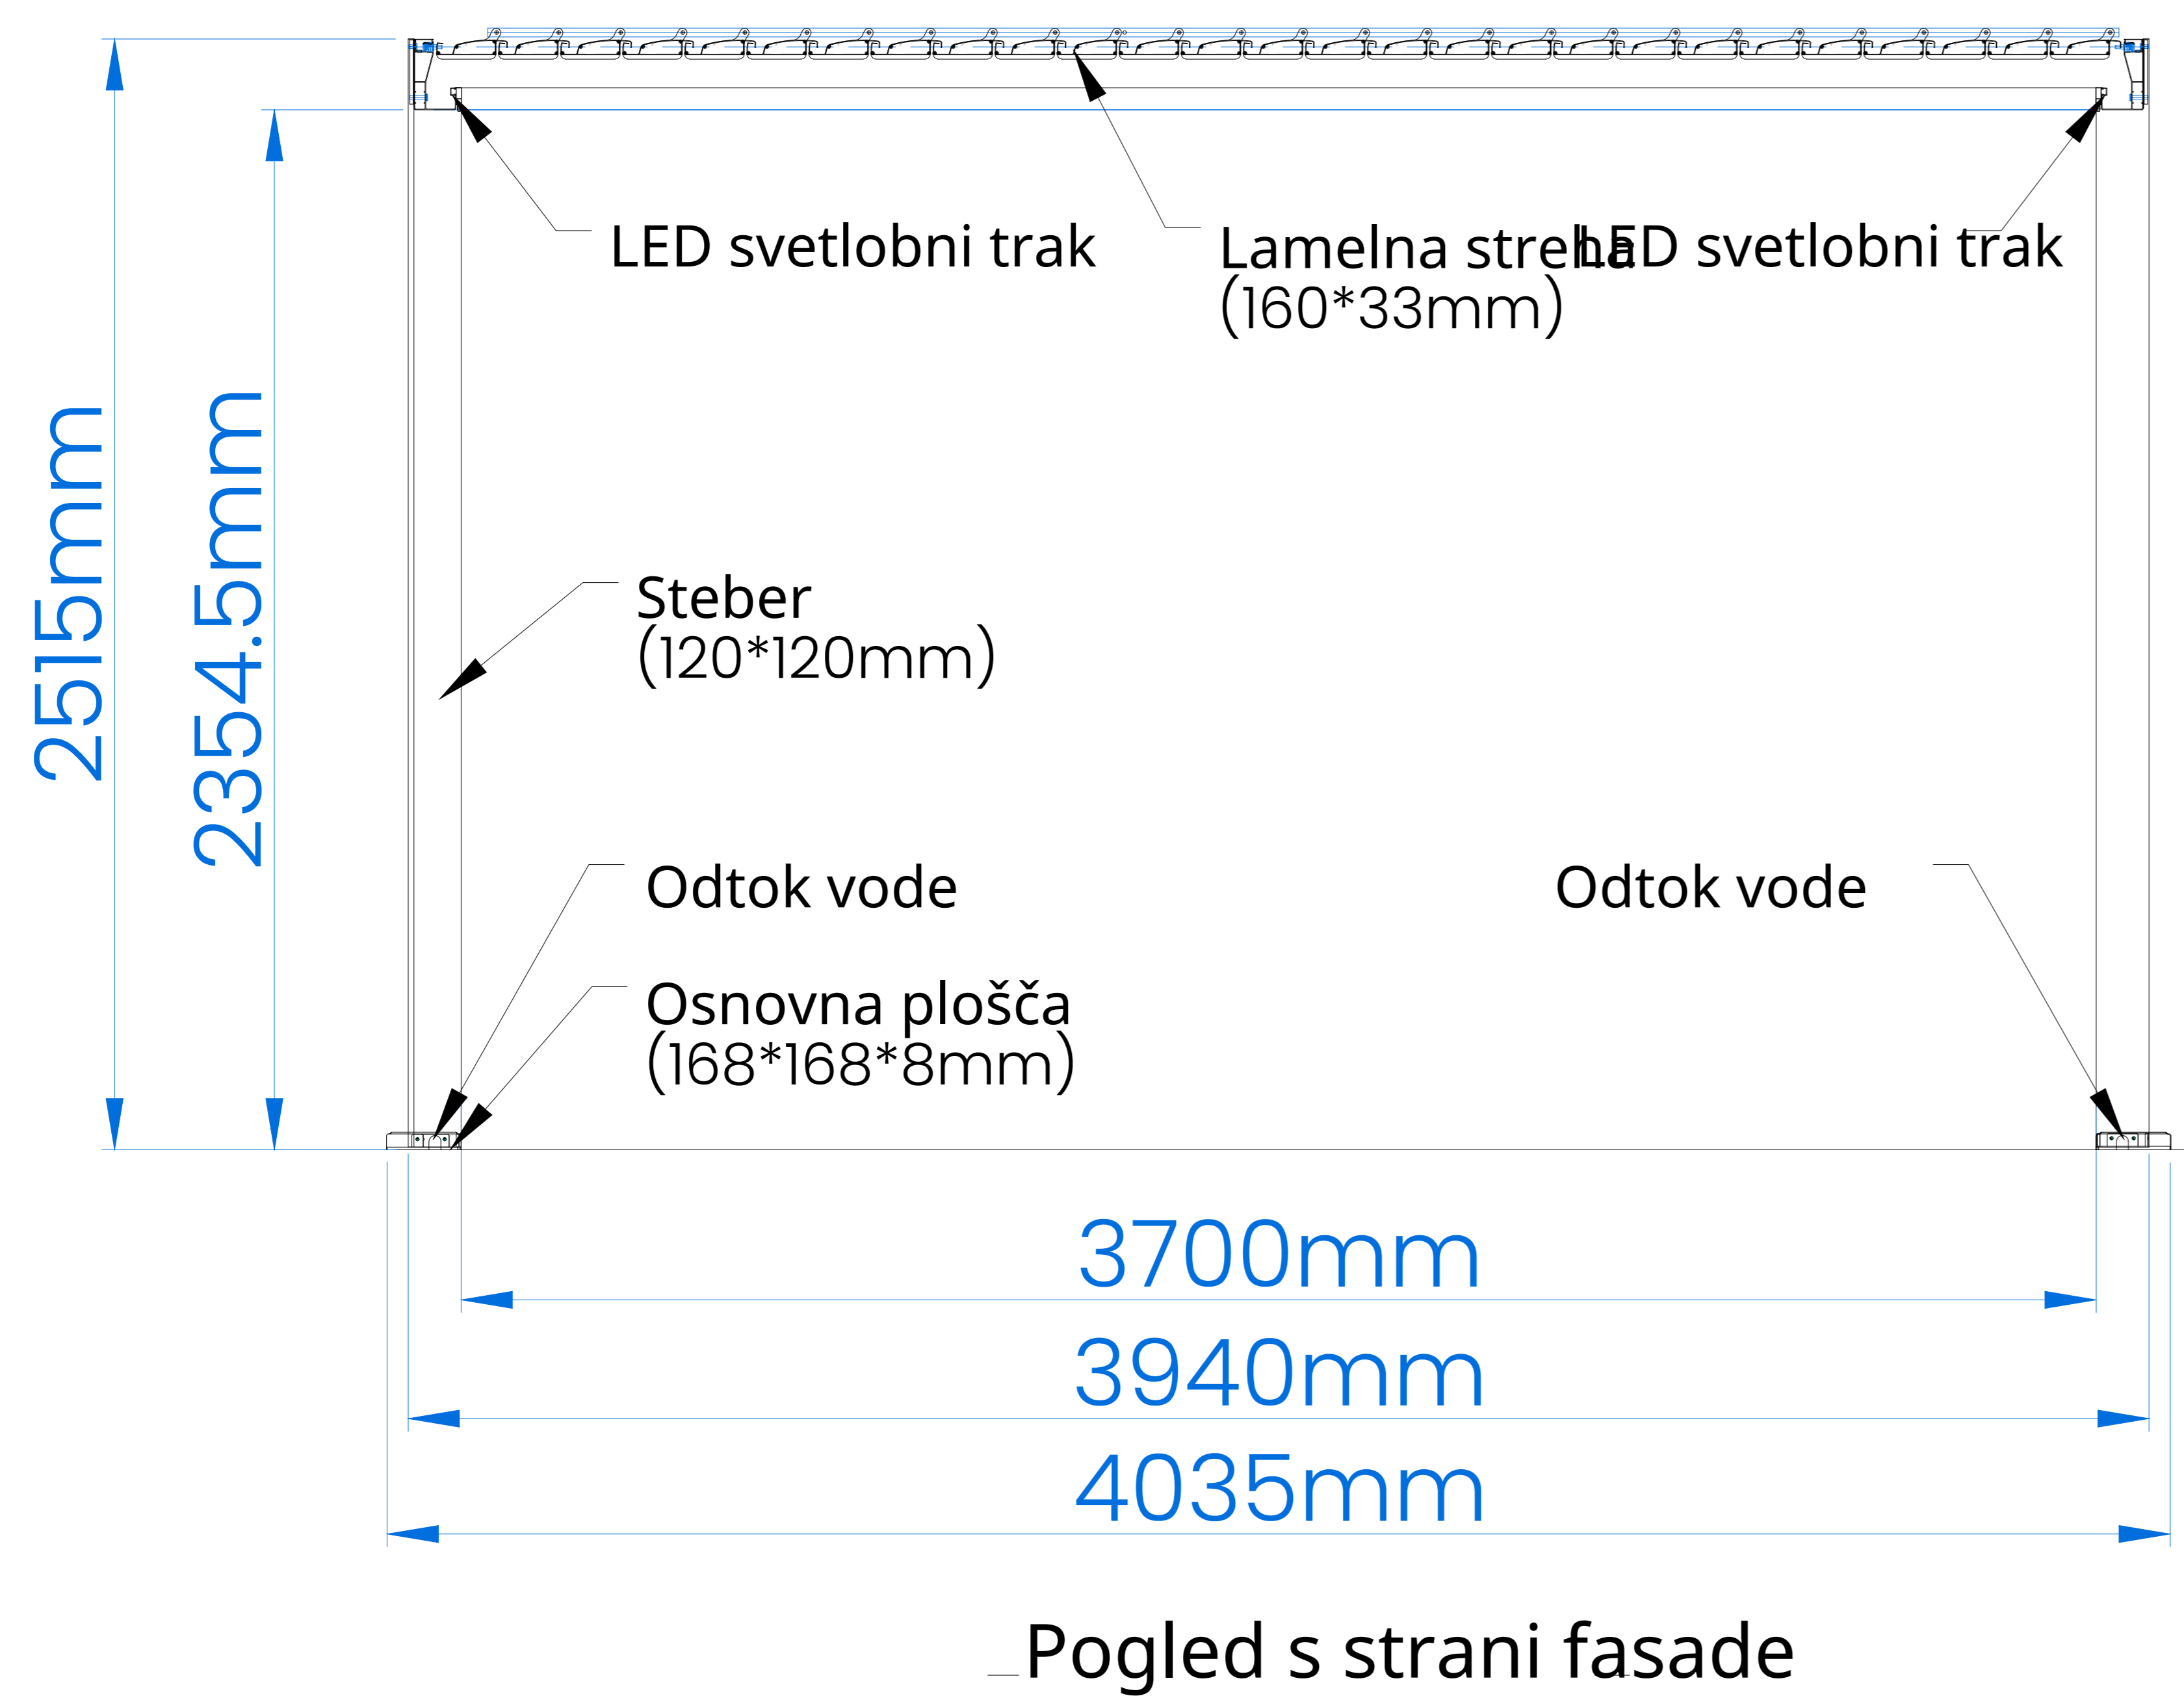 LED svetlobni trak
Lamelna streha
(160*33mm)
LED svetlobni trak
2515mm
2354.5mm
Steber
(120*120mm)
Odtok vode
Odtok vode
Osnovna plošča
(168*168*8mm)
3700mm
3940mm
4035mm
Pogled s strani fasade